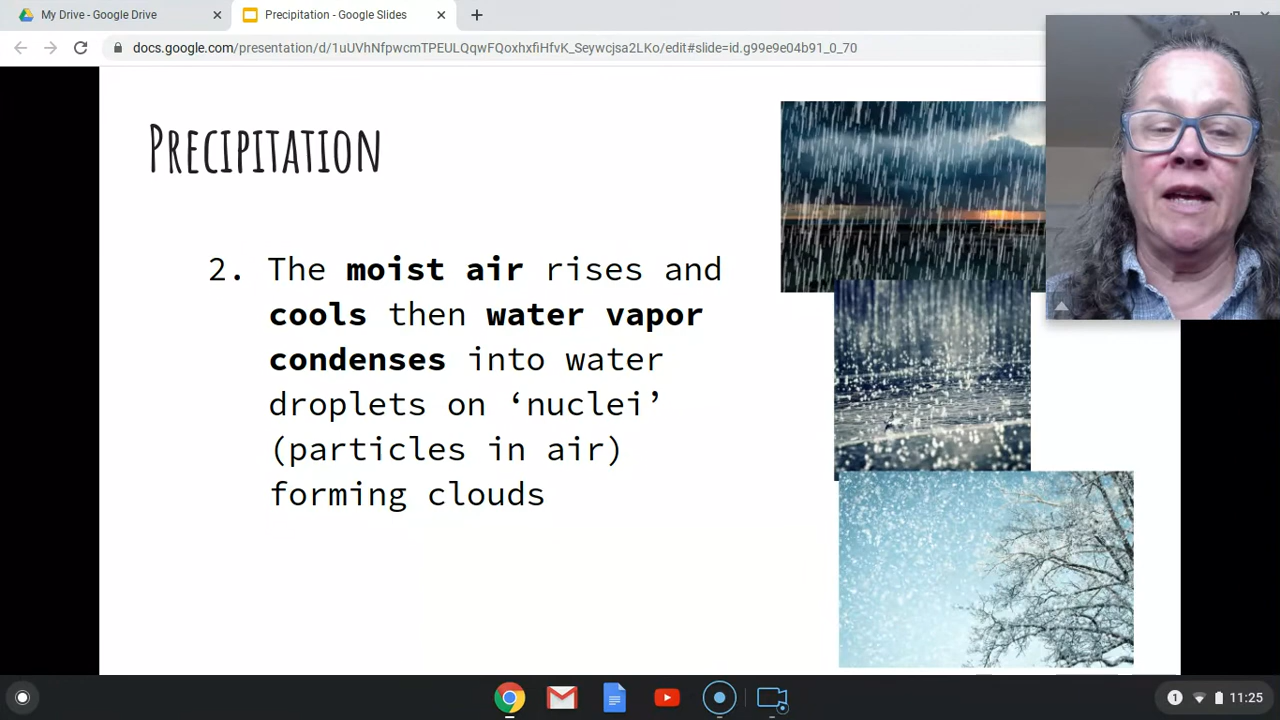 My Drive - Google Drive
Precipitation - Google Slides
docs.google.com/presentation/d/1uUVhNfpwcmTPEULQqwFQoxhxfiHfvK_Seywcjsa2LKo/edit#slide=id.g99e9e04b91_0_70
PRECIPITATION
2. The moist air rises and
cools then water vapor
condenses into water
droplets on ‘nuclei’
(particles in air)
forming clouds
1 11:25